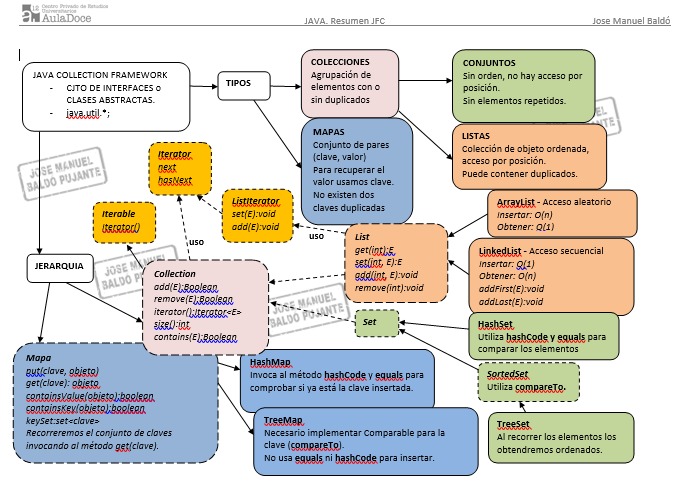 Centro Privado de Estudios
Universitarios
AulaDoce
JAVA. Resumen JFC
Jose Manuel Baldó
JAVA COLLECTION FRAMEWORK
- CJTO DE INTERFACES o
CLASES ABSTRACTAS.
- java.util.*;
TIPOS
COLECCIONES
Agrupación de
elementos con o
sin duplicados
CONJUNTOS
Sin orden, no hay acceso por
posición.
Sin elementos repetidos.
MAPAS
Conjunto de pares
(clave, valor)
Para recuperar el
valor usamos clave.
No existen dos
claves duplicadas
LISTAS
Colección de objeto ordenada,
acceso por posición.
Puede contener duplicados.
JOSE MANUEL
BALDO PUJANTE
Iterator
next
hasNext
ListIterator
set(E):void
add(E):void
Iterable
Iterator()
uso
uso
ArrayList - Acceso aleatorio
Insertar: O(n)
Obtener: Q(1)
List
get(int):E
set(int, E):E
add(int, E):void
remove(int):void
LinkedList - Acceso secuencial
Insertar: Q(1)
Obtener: O(n)
addFirst(E):void
addLast(E):void
JERARQUIA
JOSE MANUEL
BALDO PUJANTE
Collection
add(E):Boolean
remove(E):Boolean
iterator():Iterator<E>
size():int
contains(E):Boolean
JOSE MANUEL
BALDO PUJANTE
Set
HashSet
Utiliza hashCode y equals para
comparar los elementos
SortedSet
Utiliza compareTo.
Mapa
put(clave, objeto)
get(clave): objeto
containsValue(objeto):boolean
containsKey(objeto):boolean
keySet:set<clave>
Recorreremos el conjunto de claves
invocando al método get(clave).
HashMap
Invoca al método hashCode y equals para
comprobar si ya está la clave insertada.
TreeMap
Necesario implementar Comparable para la
clave (compareTo).
No usa equals ni hashCode para insertar.
TreeSet
Al recorrer los elementos los
obtendremos ordenados.